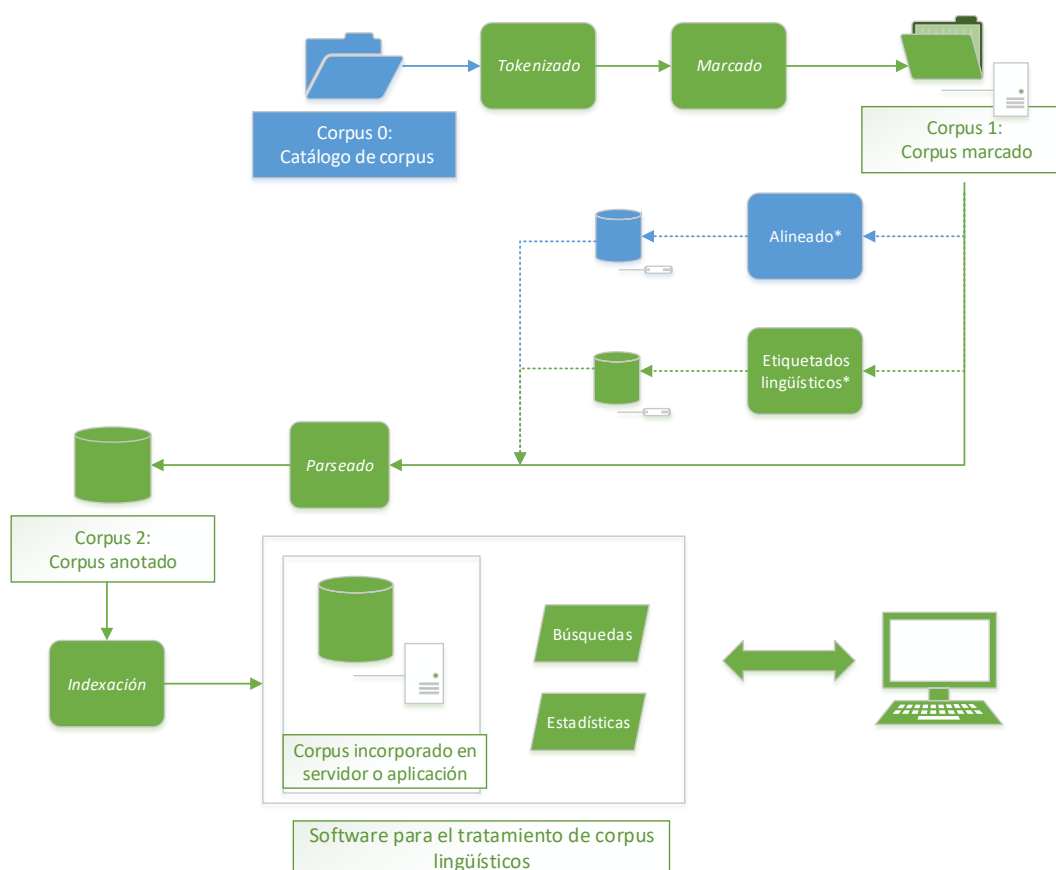 Tokenizado
Marcado
Corpus 0:
Catálogo de corpus
Corpus 1:
Corpus marcado
Alineado*
Etiquetados
lingüísticos*
Parseado
Corpus 2:
Corpus anotado
Indexación
Búsquedas
Estadísticas
Corpus incorporado en
servidor o aplicación
Software para el tratamiento de corpus
lingüísticos